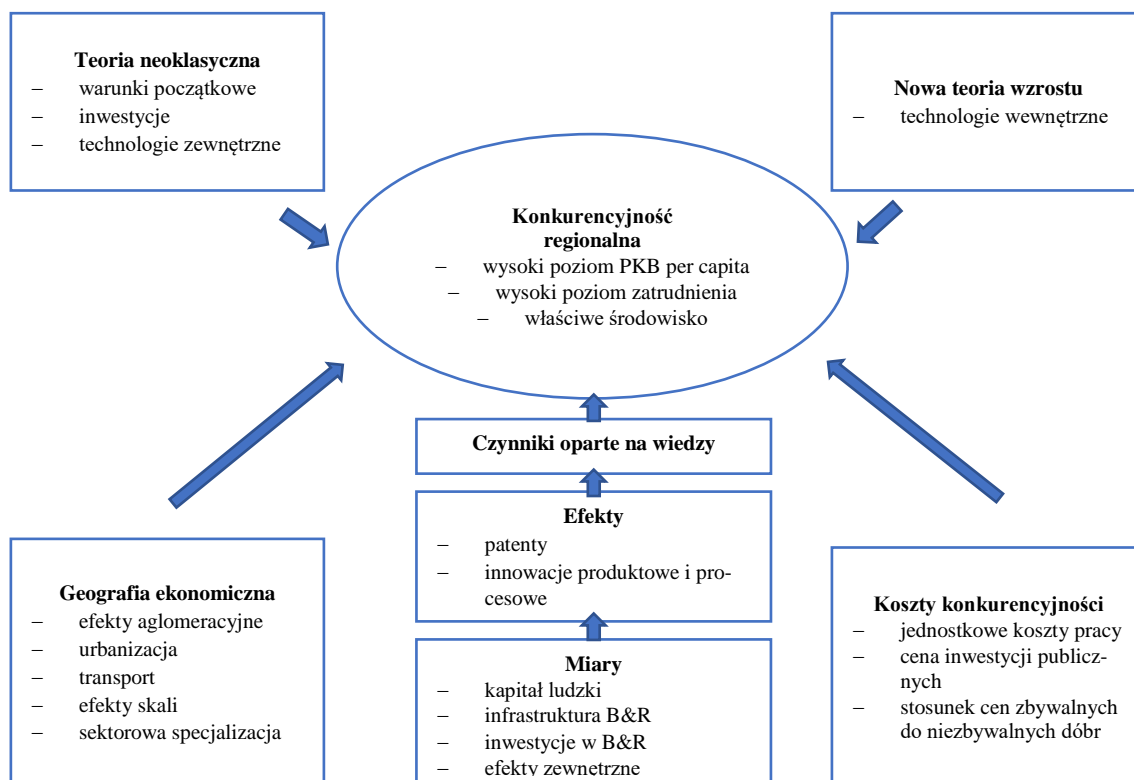 Teoria neoklasyczna
– warunki początkowe
– inwestycje
– technologie zewnętrzne
Nowa teoria wzrostu
– technologie wewnętrzne
Konkurencyjność
regionalna
– wysoki poziom PKB per capita
– wysoki poziom zatrudnienia
– właściwe środowisko
Czynniki oparte na wiedzy
Efekty
– patenty
– innowacje produktowe i pro-
cesowe
Geografia ekonomiczna
– efekty aglomeracyjne
– urbanizacja
– transport
– efekty skali
– sektorowa specjalizacja
Miary
– kapitał ludzki
– infrastruktura B&R
– inwestycje w B&R
– efekty zewnętrzne
Koszty konkurencyjności
– jednostkowe koszty pracy
– cena inwestycji publicz-
nych
– stosunek cen zbywalnych
do niezbywalnych dóbr